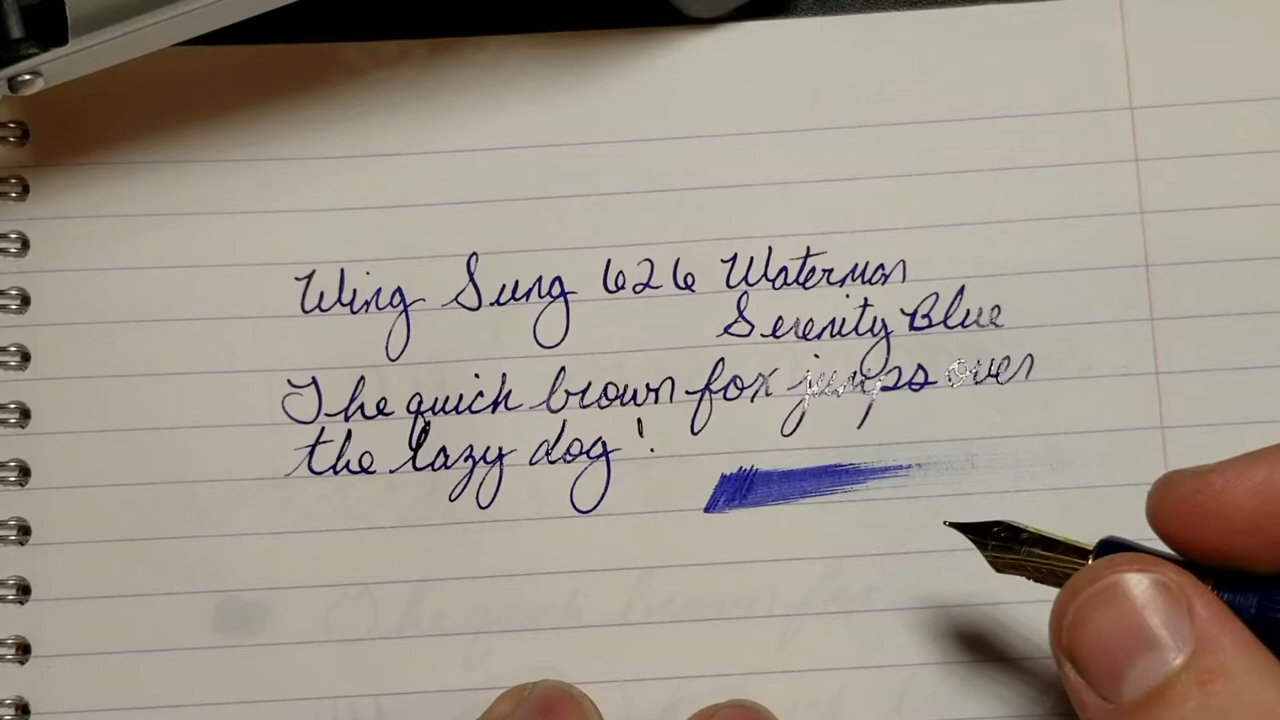 Wing Sung 626 Waterman
Serenity Blue
The quick brown fox jumps over
the lazy dog!